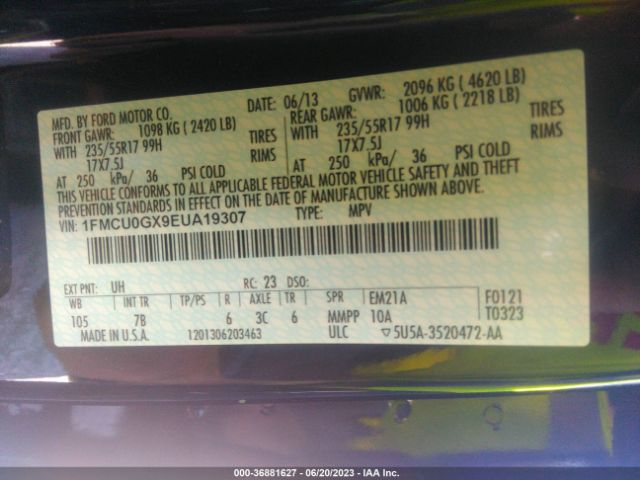 MFD. BY FORD MOTOR CO. DATE: 06/13 GVWR: 2096 KG ( 4620 LB)
FRONT GAWR: 1098 KG ( 2420 LB) REAR GAWR: 1006 KG ( 2218 LB)
WITH 235/55R17 99H TIRES WITH 235/55R17 99H TIRES
17X7.5J RIMS 17X7.5J RIMS
AT 250 kPa/ 36 PSI COLD AT 250 kPa/ 36 PSI COLD
THIS VEHICLE CONFORMS TO ALL APPLICABLE FEDERAL MOTOR VEHICLE SAFETY AND THEFT
PREVENTION STANDARDS IN EFFECT ON THE DATE OF MANUFACTURE SHOWN ABOVE.
VIN: 1FMCU0GX9EUA19307 TYPE: MPV
EXT PNT: UH RC: 23 DSO:
WB INT TR TP/PS R AXLE TR SPR EM21A F0121
105 7B 6 3C 6 MMPP 10A T0323
MADE IN U.S.A. 1201306203463 ULC ▽5U5A-3520472-AA
000-36881627 - 06/20/2023 - IAA Inc.